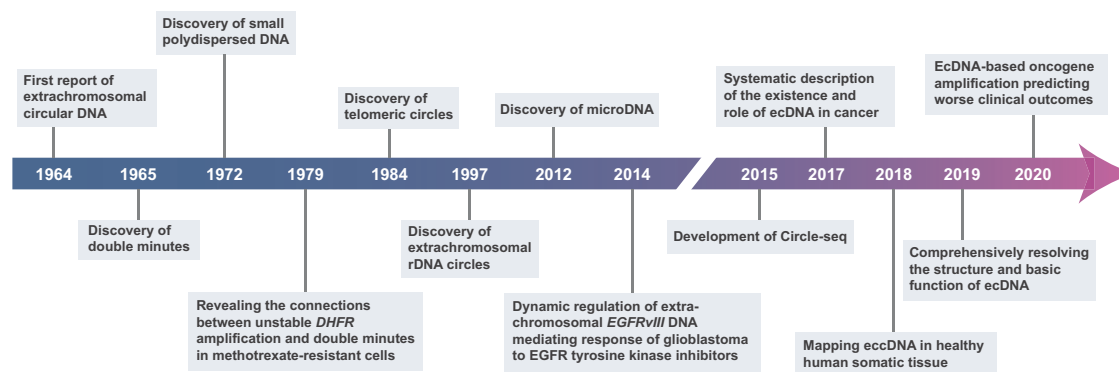 Discovery of small
polydispersed DNA
First report of
extrachromosomal
circular DNA
Discovery of
telomeric circles
Discovery of microDNA
Systematic description
of the existence and
role of ecDNA in cancer
EcDNA-based oncogene
amplification predicting
worse clinical outcomes
1964 1965 1972 1979 1984 1997 2012 2014 2015 2017 2018 2019 2020
Discovery of
double minutes
Revealing the connections
between unstable DHFR
amplification and double minutes
in methotrexate-resistant cells
Discovery of
extrachromosomal
rDNA circles
Dynamic regulation of extra-
chromosomal EGFRvIII DNA
mediating response of glioblastoma
to EGFR tyrosine kinase inhibitors
Development of Circle-seq
Mapping eccDNA in healthy
human somatic tissue
Comprehensively resolving
the structure and basic
function of ecDNA